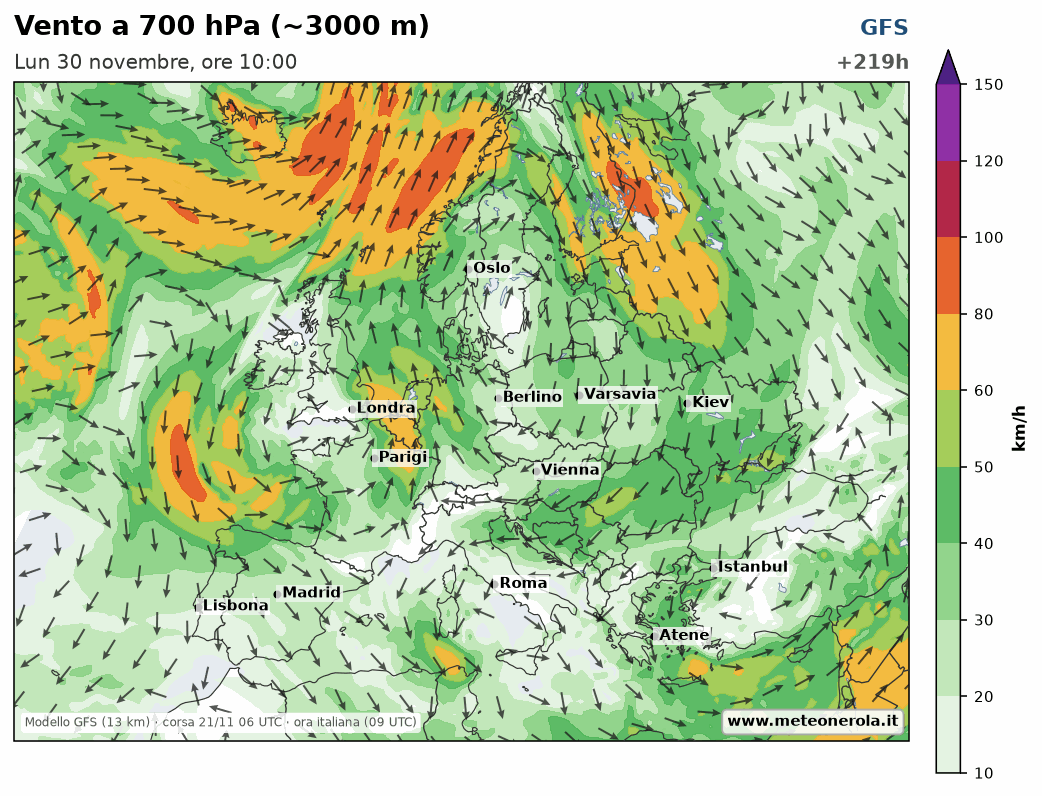 Vento a 700 hPa (~3000 m)
GFS
Lun 30 novembre, ore 10:00
+219h
150
120
100
80
60
50
40
30
20
10
km/h
Oslo
Londra
Berlino
Varsavia
Kiev
Parigi
Vienna
Istanbul
Roma
Madrid
Lisbona
Atene
Modello GFS (13 km) · corsa 21/11 06 UTC · ora italiana (09 UTC)
www.meteonerola.it